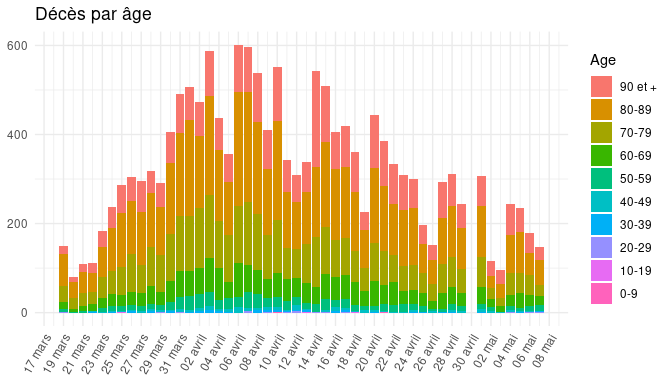 Décès par âge
600
400
200
0
17 mars
19 mars
21 mars
23 mars
25 mars
27 mars
29 mars
31 mars
02 avril
04 avril
06 avril
08 avril
10 avril
12 avril
14 avril
16 avril
18 avril
20 avril
22 avril
24 avril
26 avril
28 avril
30 avril
02 mai
04 mai
06 mai
08 mai
Age
90 et +
80-89
70-79
60-69
50-59
40-49
30-39
20-29
10-19
0-9